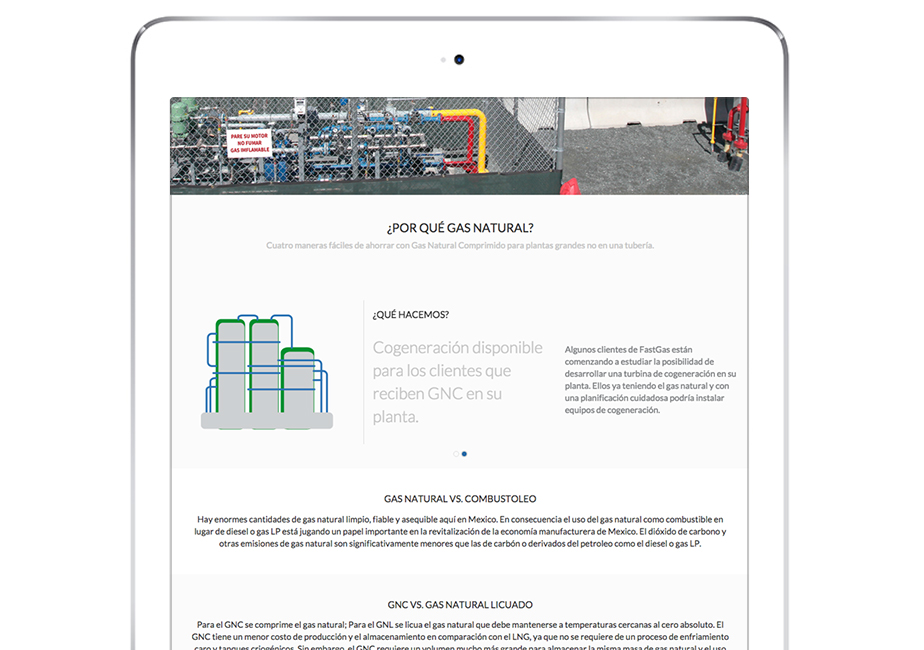 PARE SU MOTOR
NO FUMAR
GAS INFLAMABLE
¿POR QUÉ GAS NATURAL?
Cuatro maneras fáciles de ahorrar con Gas Natural Comprimido para plantas grandes no en una tubería.
¿QUÉ HACEMOS?
Cogeneración disponible
para los clientes que
reciben GNC en su
planta.
Algunos clientes de FastGas están
comenzando a estudiar la posibilidad de
desarrollar una turbina de cogeneración en su
planta. Ellos ya teniendo el gas natural y con
una planificación cuidadosa podría instalar
equipos de cogeneración.
GAS NATURAL VS. COMBUSTOLEO
Hay enormes cantidades de gas natural limpio, fiable y asequible aquí en Mexico. En consecuencia el uso del gas natural como combustible en
lugar de diesel o gas LP está jugando un papel importante en la revitalización de la economía manufacturera de Mexico. El dióxido de carbono y
otras emisiones de gas natural son significativamente menores que las de carbón o derivados del petroleo como el diesel o gas LP.
GNC VS. GAS NATURAL LICUADO
Para el GNC se comprime el gas natural; Para el GNL se licua el gas natural que debe mantenerse a temperaturas cercanas al cero absoluto. El
GNC tiene un menor costo de producción y el almacenamiento en comparación con el LNG, ya que no se requiere de un proceso de enfriamiento
caro y tanques criogénicos. Sin embargo, el GNC requiere un volumen mucho más grande para almacenar la misma masa de gas natural y el uso